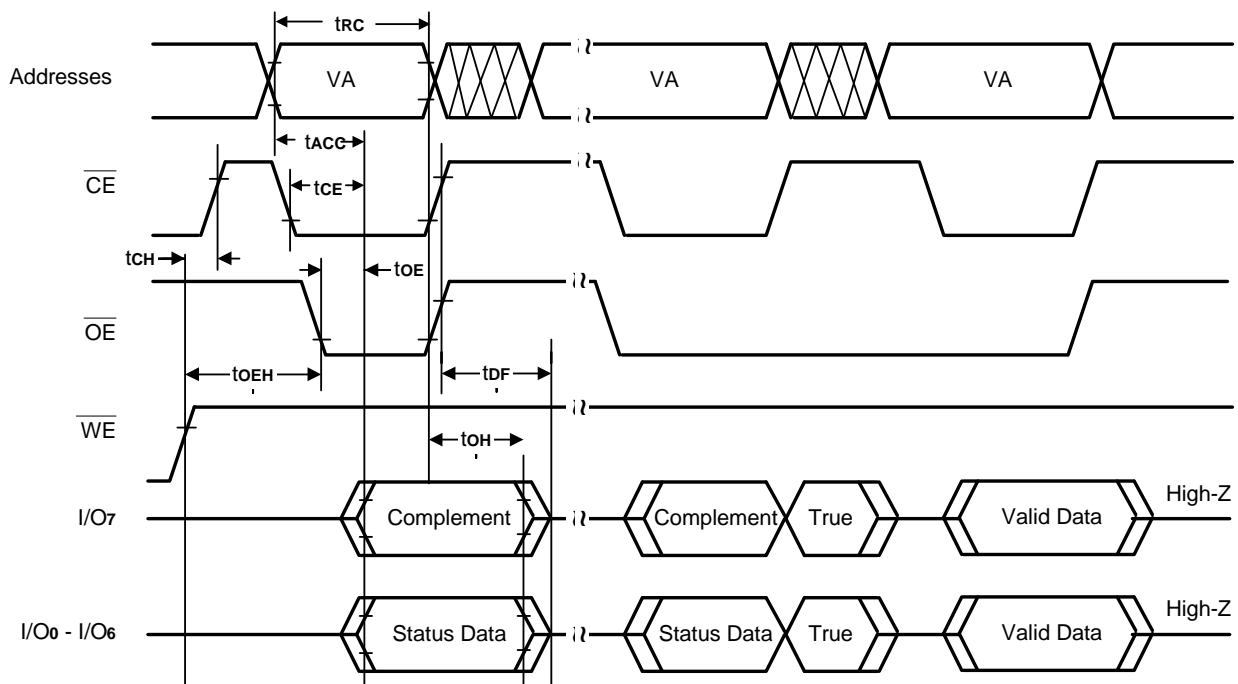 tRC
Addresses
VA
VA
VA
tACC
CE
tCE
tCH
tOE
OE
tOEH
tDF
WE
tOH
I/O7
Complement
Complement
True
Valid Data
High-Z
I/O0 - I/O6
Status Data
Status Data
True
Valid Data
High-Z